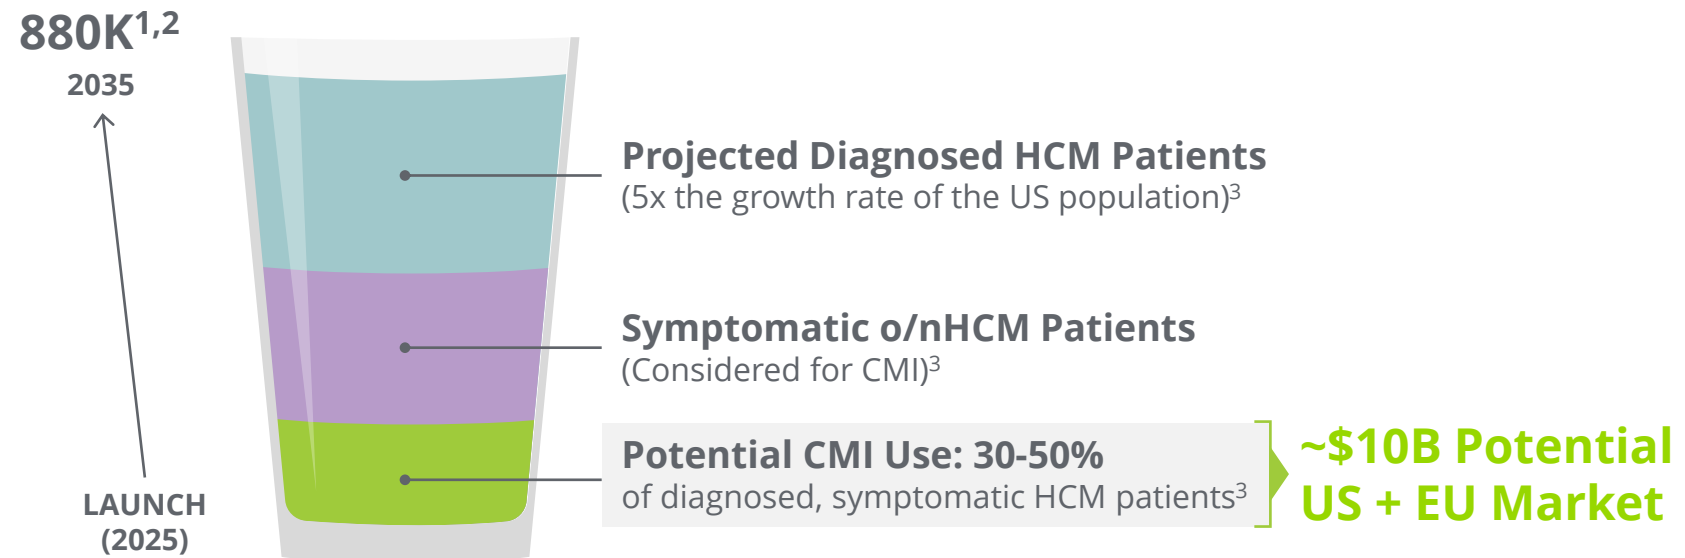 880K1,2
2035
LAUNCH
(2025)
Projected Diagnosed HCM Patients
(5x the growth rate of the US population)3
Symptomatic o/nHCM Patients
(Considered for CMI)3
Potential CMI Use: 30-50%
of diagnosed, symptomatic HCM patients3
~$10B Potential
US + EU Market